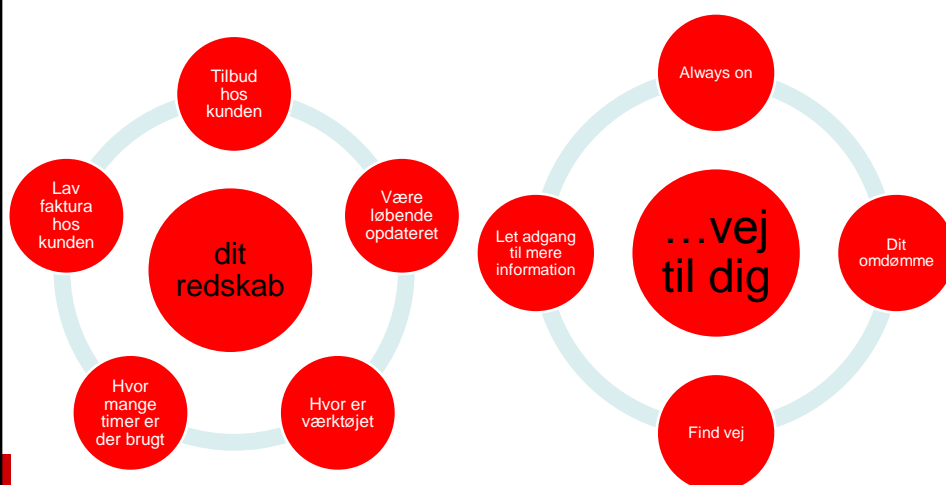 Tilbud
hos
kunden
Være
løbende
opdateret
Hvor er
værktøjet
Hvor
mange
timer er
der brugt
Lav
faktura
hos
kunden
dit
redskab
Always on
Dit
omdømme
Find vej
Let adgang
til mere
information
...vej
til dig